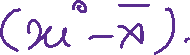 (xi° - x̄).